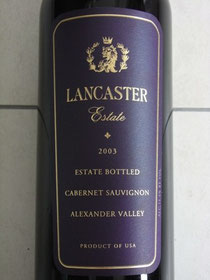 LANCASTER
Estate
2003
ESTATE BOTTLED
CABERNET SAUVIGNON
ALEXANDER VALLEY
PRODUCT OF USA